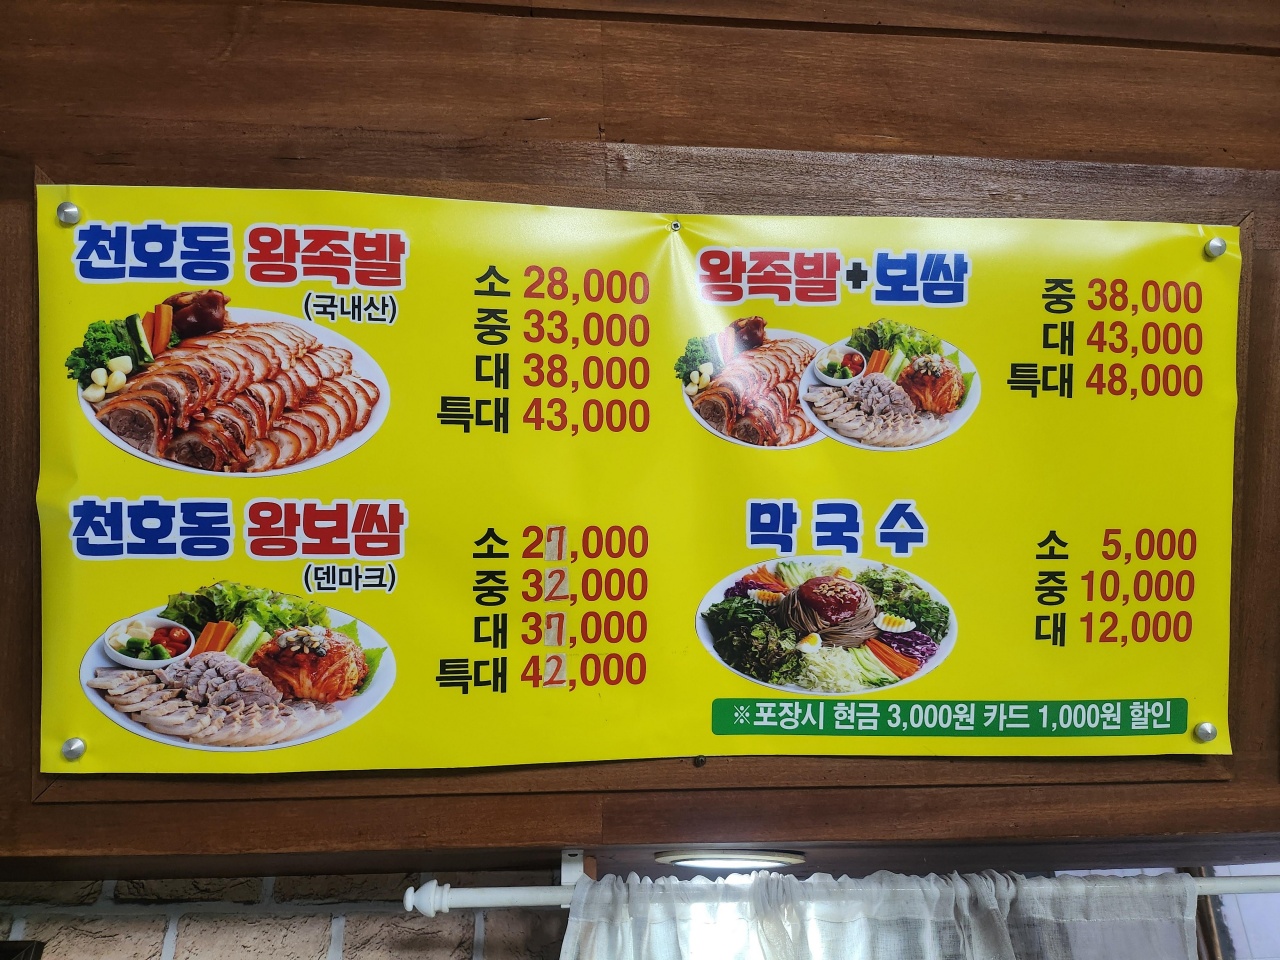 천호동 왕족발
(국내산)
소 28,000
중 33,000
대 38,000
특대 43,000
왕족발+보쌈
중 38,000
대 43,000
특대 48,000
천호동 왕보쌈
(덴마크)
소 27,000
중 32,000
대 37,000
특대 42,000
막국수
소 5,000
중 10,000
대 12,000
※포장시 현금 3,000원 카드 1,000원 할인